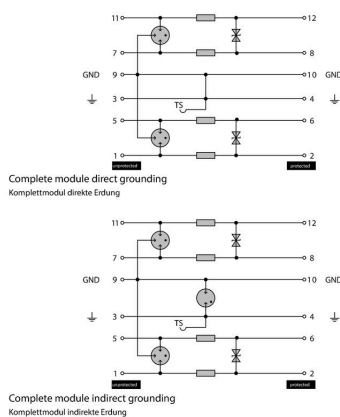 11 12
7 8
GND 9 10 GND
3 4
TS
5 6
1 2
unprotected protected
Complete module direct grounding
Komplettmodul direkte Erdung
11 12
7 8
GND 9 10 GND
3 4
TS
5 6
1 2
unprotected protected
Complete module indirect grounding
Komplettmodul indirekte Erdung